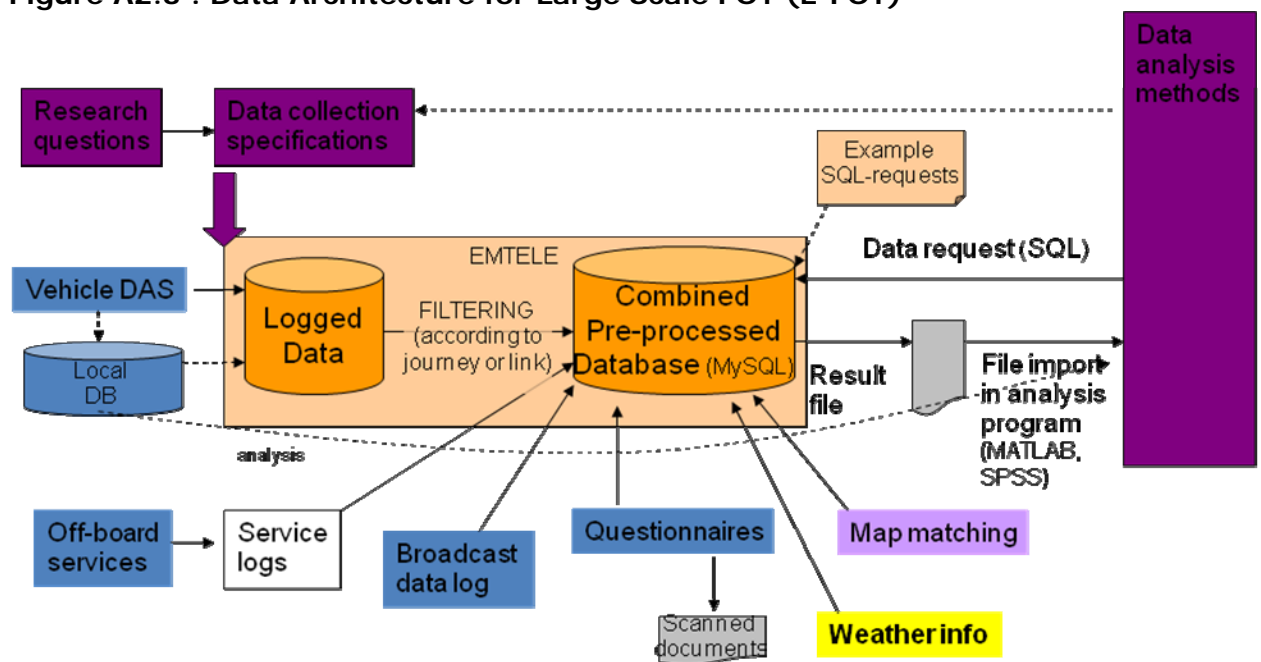 Figure A2.3 : Data Architecture for Large Scale FOT (L-FOT)
Data
analysis
methods
Research
questions
Data collection
specifications
Example
SQL-requests
EMTELE
Data request (SQL)
Vehicle DAS
Logged
Data
FILTERING
(according to
journey or link)
Combined
Pre-processed
Database (MySQL)
Local
DB
Result
file
File import
in analysis
program
(MATLAB,
SPSS)
analysis
Off-board
services
Service
logs
Broadcast
data log
Questionnaires
Map matching
Scanned
documents
Weather info